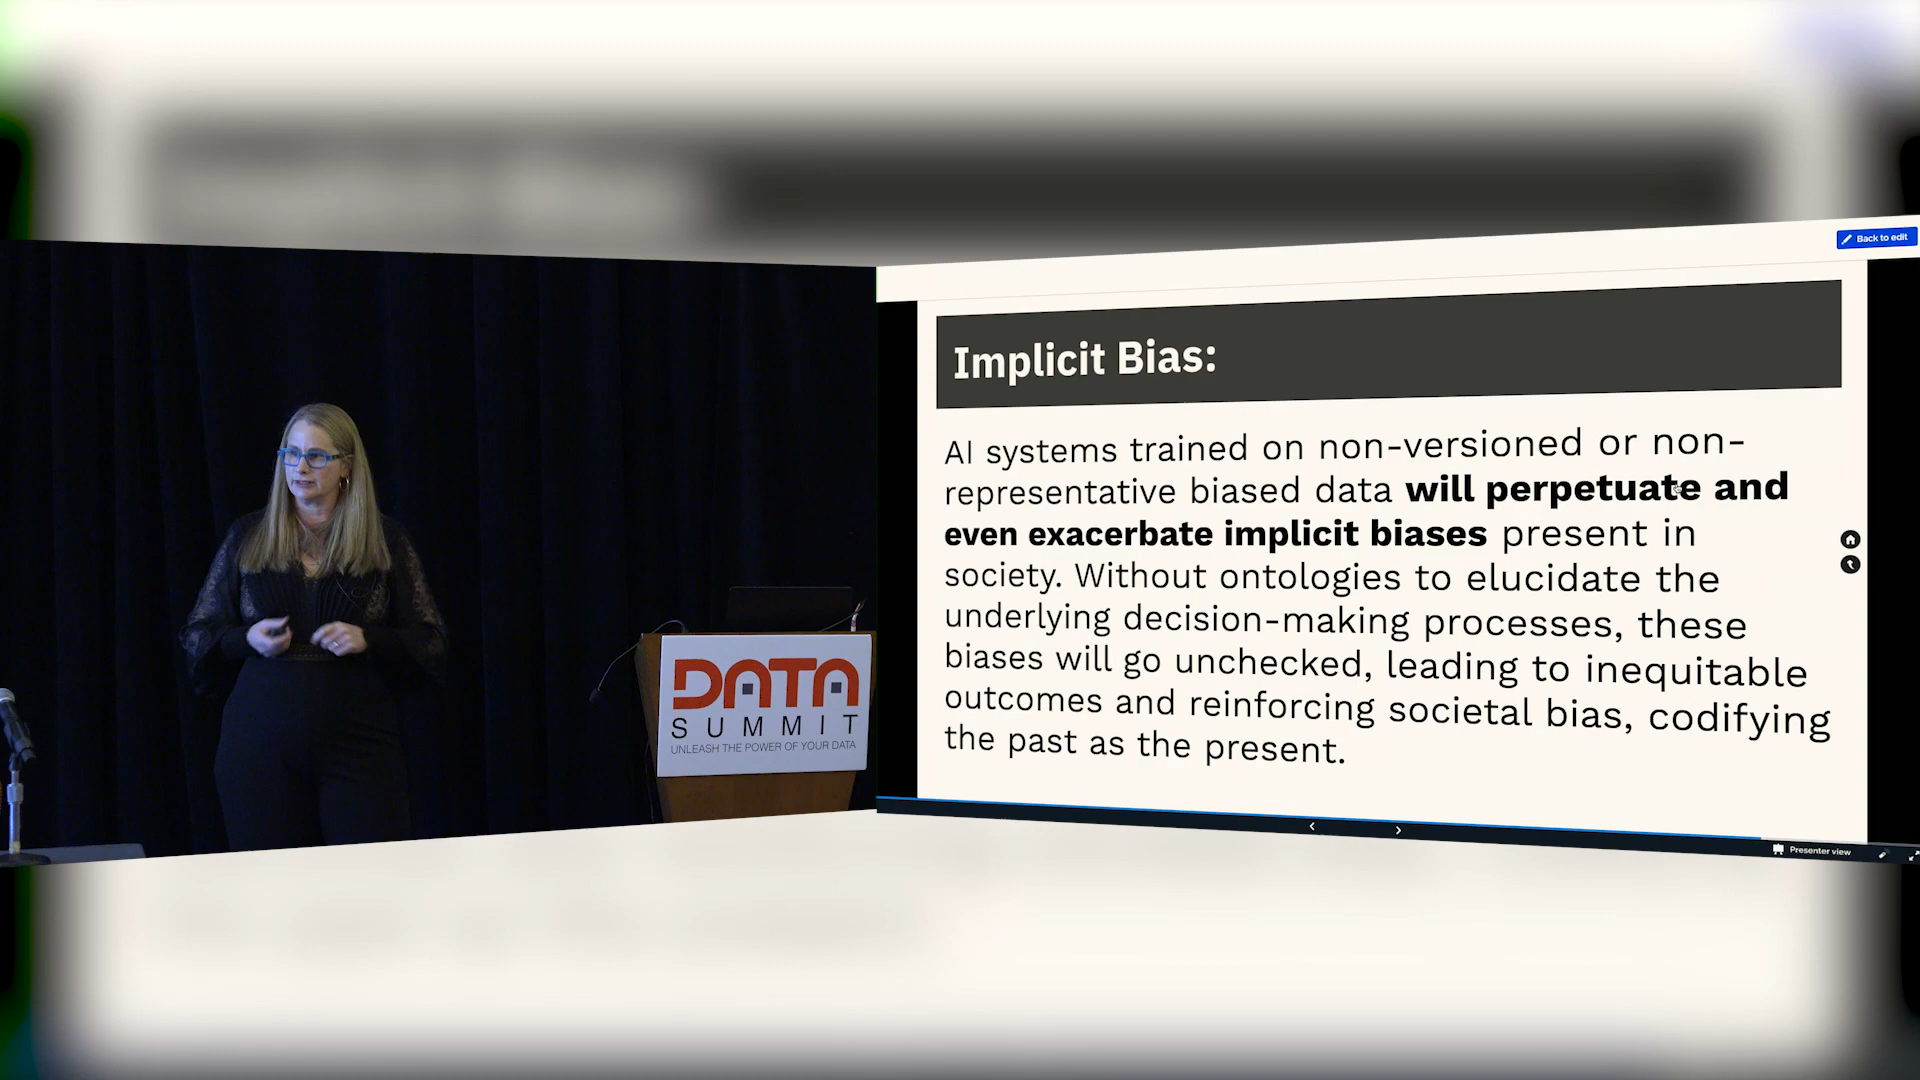 DATA
SUMMIT
UNLEASH THE POWER OF YOUR DATA
Back to edit
Implicit Bias:
AI systems trained on non-versioned or non-
representative biased data will perpetuate and
even exacerbate implicit biases present in
society. Without ontologies to elucidate the
underlying decision-making processes, these
biases will go unchecked, leading to inequitable
outcomes and reinforcing societal bias, codifying
the past as the present.
Presenter view